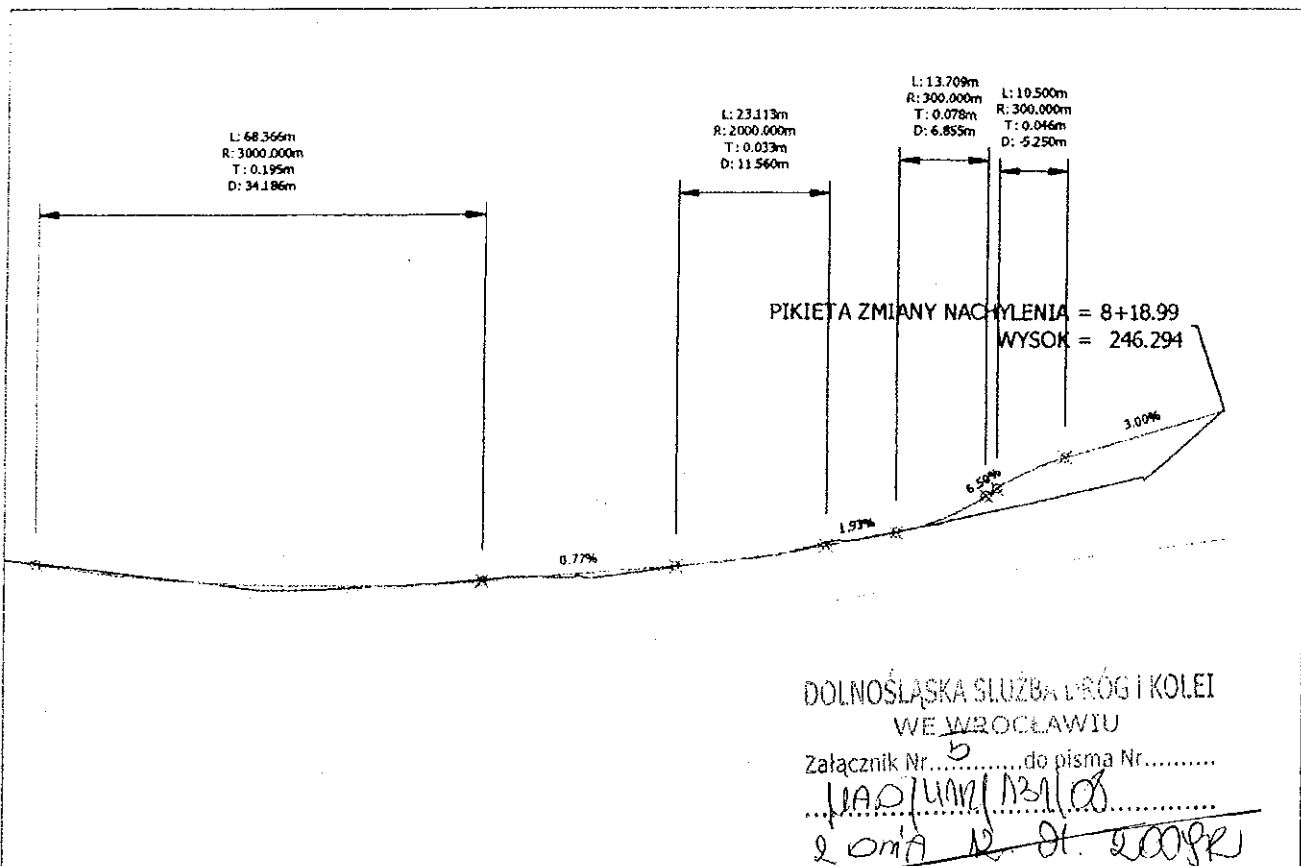 L: 68.366m
R: 3000.000m
T: 0.195m
D: 34.186m
L: 23.113m
R: 2000.000m
T: 0.033m
D: 11.560m
L: 13.709m
R: 300.000m
T: 0.078m
D: 6.855m
L: 10.500m
R: 300.000m
T: 0.046m
D: -5.250m
PIKIETA ZMIANY NACHYLENIA = 8+18.99
WYSOK = 246.294
3.00%
6.50%
1.93%
0.77%
DOLNOŚLĄSKA SŁUŻBA DRÓG I KOLEI
WE WROCŁAWIU
Załącznik Nr.....5.....do pisma Nr..........